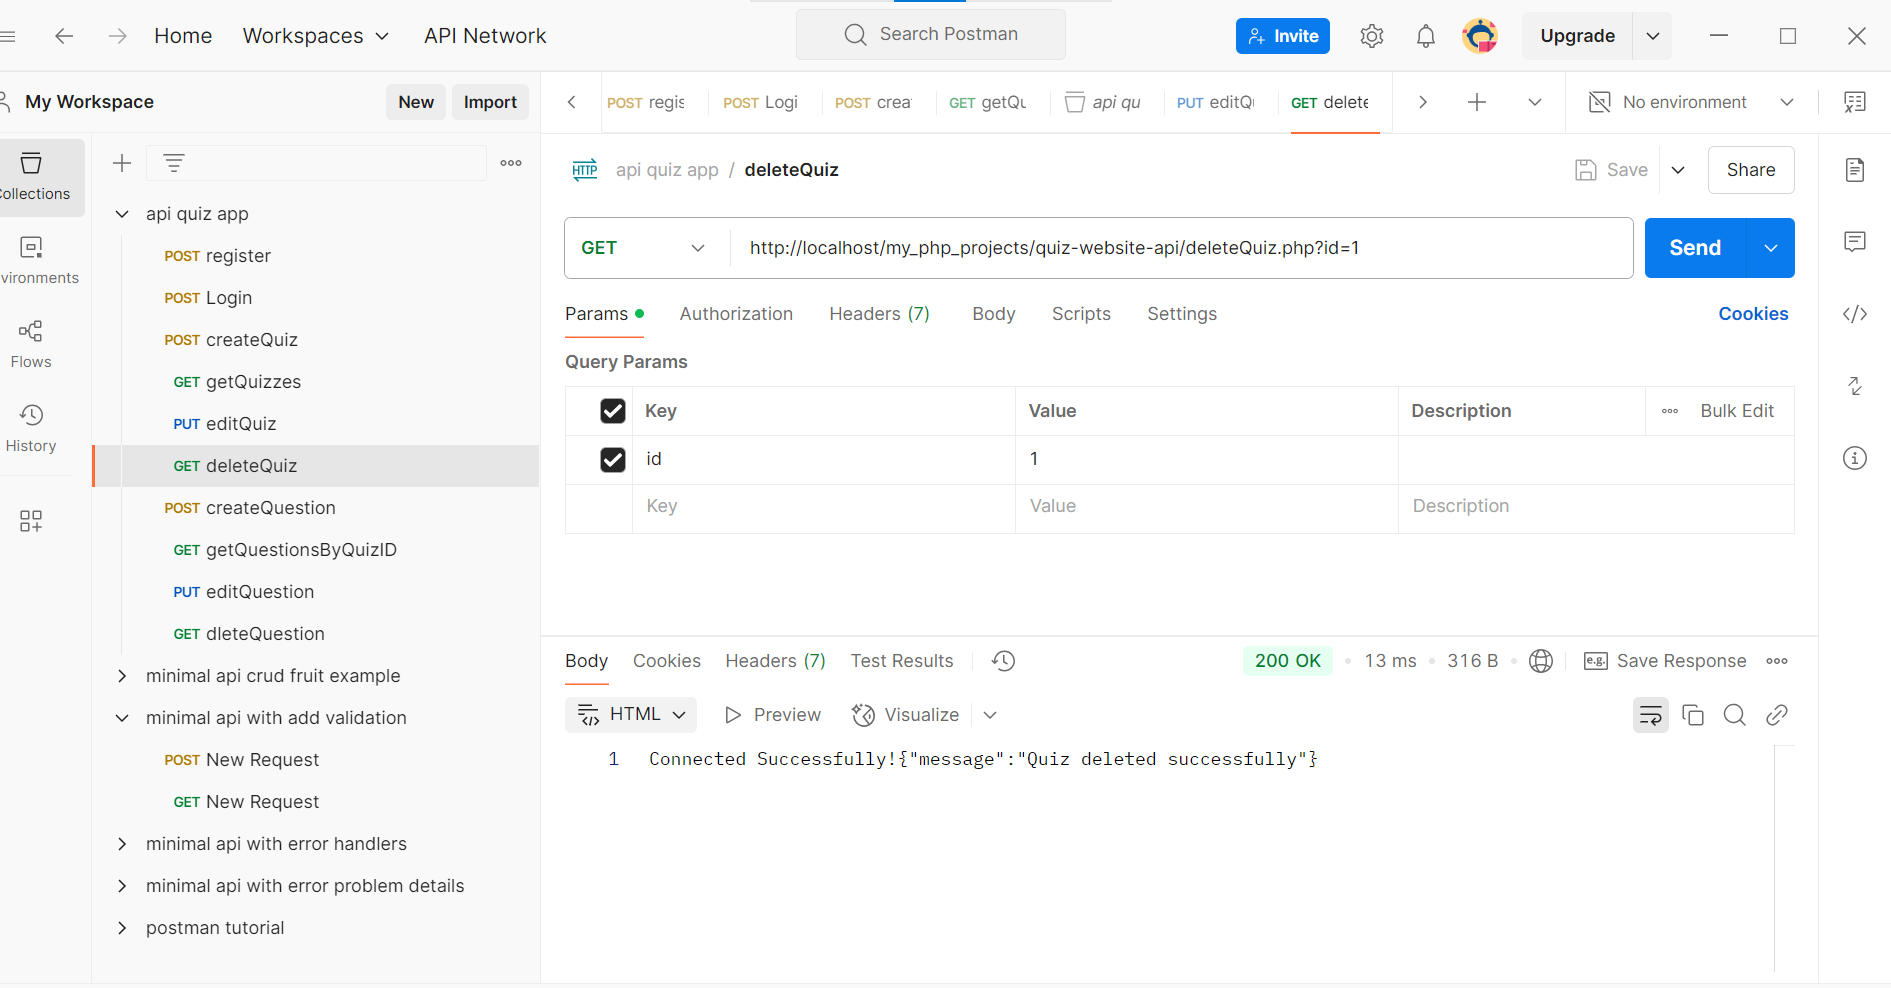 Home Workspaces API Network Search Postman Invite Upgrade
My Workspace New Import
POST regis POST Logi POST crea GET getQu api qu PUT editQu GET delete No environment
Collections
Environments
Flows
History
api quiz app
POST register
POST Login
POST createQuiz
GET getQuizzes
PUT editQuiz
GET deleteQuiz
POST createQuestion
GET getQuestionsByQuizID
PUT editQuestion
GET dleteQuestion
minimal api crud fruit example
minimal api with add validation
POST New Request
GET New Request
minimal api with error handlers
minimal api with error problem details
postman tutorial
HTTP api quiz app / deleteQuiz Save Share
GET http://localhost/my_php_projects/quiz-website-api/deleteQuiz.php?id=1 Send
Params Authorization Headers (7) Body Scripts Settings Cookies
Query Params
Key Value Description Bulk Edit
id 1
Key Value Description
Body Cookies Headers (7) Test Results 200 OK 13 ms 316 B e.g. Save Response
HTML Preview Visualize
1 Connected Successfully!{"message":"Quiz deleted successfully"}